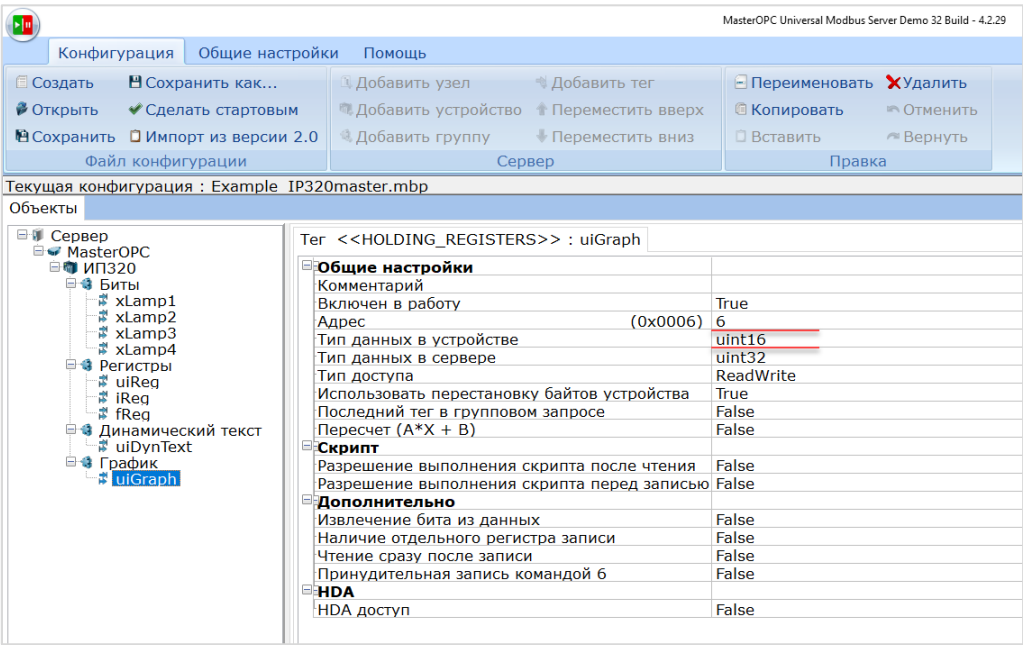 MasterOPC Universal Modbus Server Demo 32 Build - 4.2.29
Конфигурация Общие настройки Помощь
Создать Сохранить как... Добавить узел Добавить тег Переименовать Удалить
Открыть Сделать стартовым Добавить устройство Переместить вверх Копировать Отменить
Сохранить Импорт из версии 2.0 Добавить группу Переместить вниз Вставить Вернуть
Файл конфигурации Сервер Правка
Текущая конфигурация : Example_IP320master.mbp
Объекты
Сервер
MasterOPC
ИП320
Биты
xLamp1
xLamp2
xLamp3
xLamp4
Регистры
uiReg
iReg
fReg
Динамический текст
uiDynText
График
uiGraph
Тег <<HOLDING_REGISTERS>> : uiGraph
Общие настройки
Комментарий
Включен в работу True
Адрес (0x0006) 6
Тип данных в устройстве uint16
Тип данных в сервере uint32
Тип доступа ReadWrite
Использовать перестановку байтов устройства True
Последний тег в групповом запросе False
Пересчет (A*X + B) False
Скрипт
Разрешение выполнения скрипта после чтения False
Разрешение выполнения скрипта перед записью False
Дополнительно
Извлечение бита из данных False
Наличие отдельного регистра записи False
Чтение сразу после записи False
Принудительная запись командой 6 False
HDA
HDA доступ False